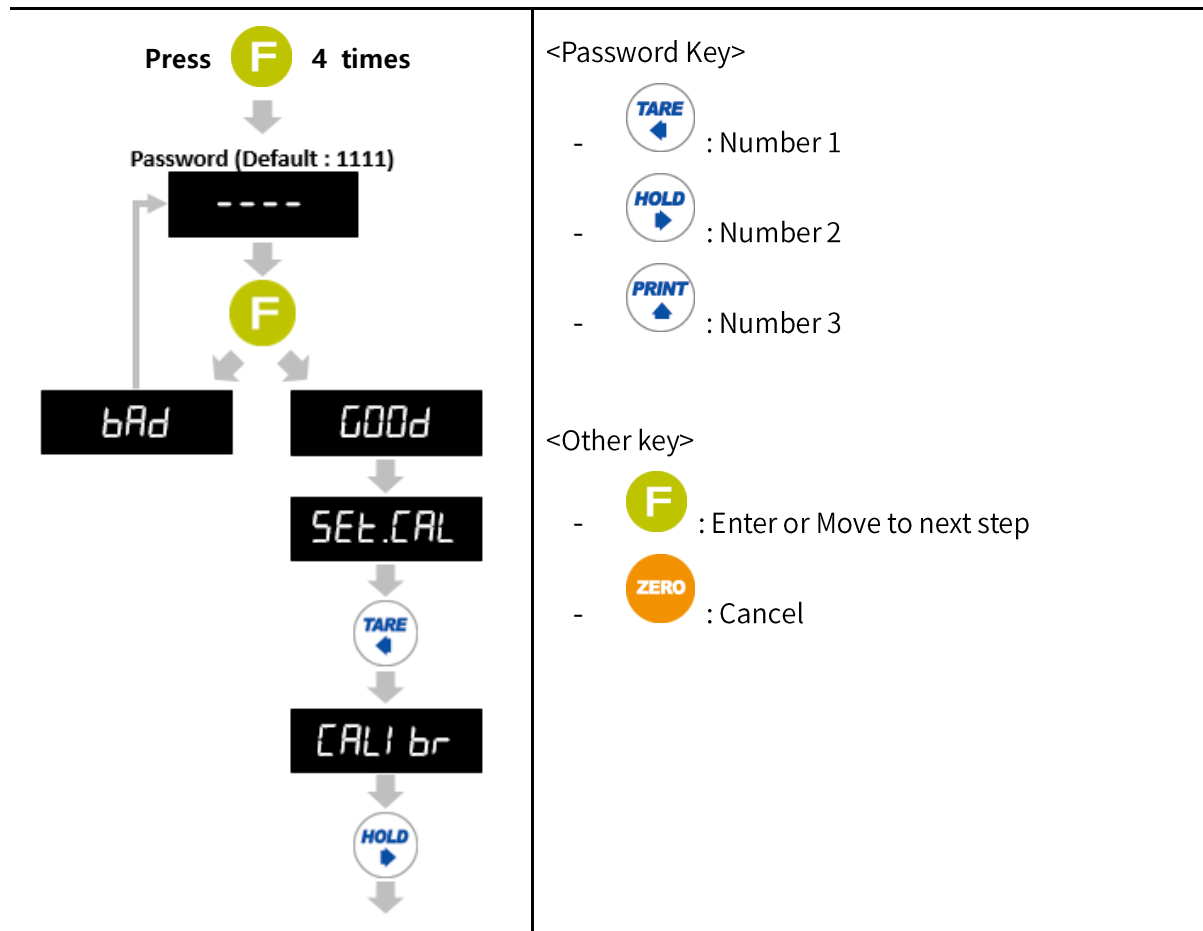 Press F 4 times
Password (Default : 1111)
----
F
bAd
GOOd
SEt.CAL
TARE
CALI br
HOLD
<Password Key>
- TARE : Number 1
- HOLD : Number 2
- PRINT : Number 3
<Other key>
- F : Enter or Move to next step
- ZERO : Cancel